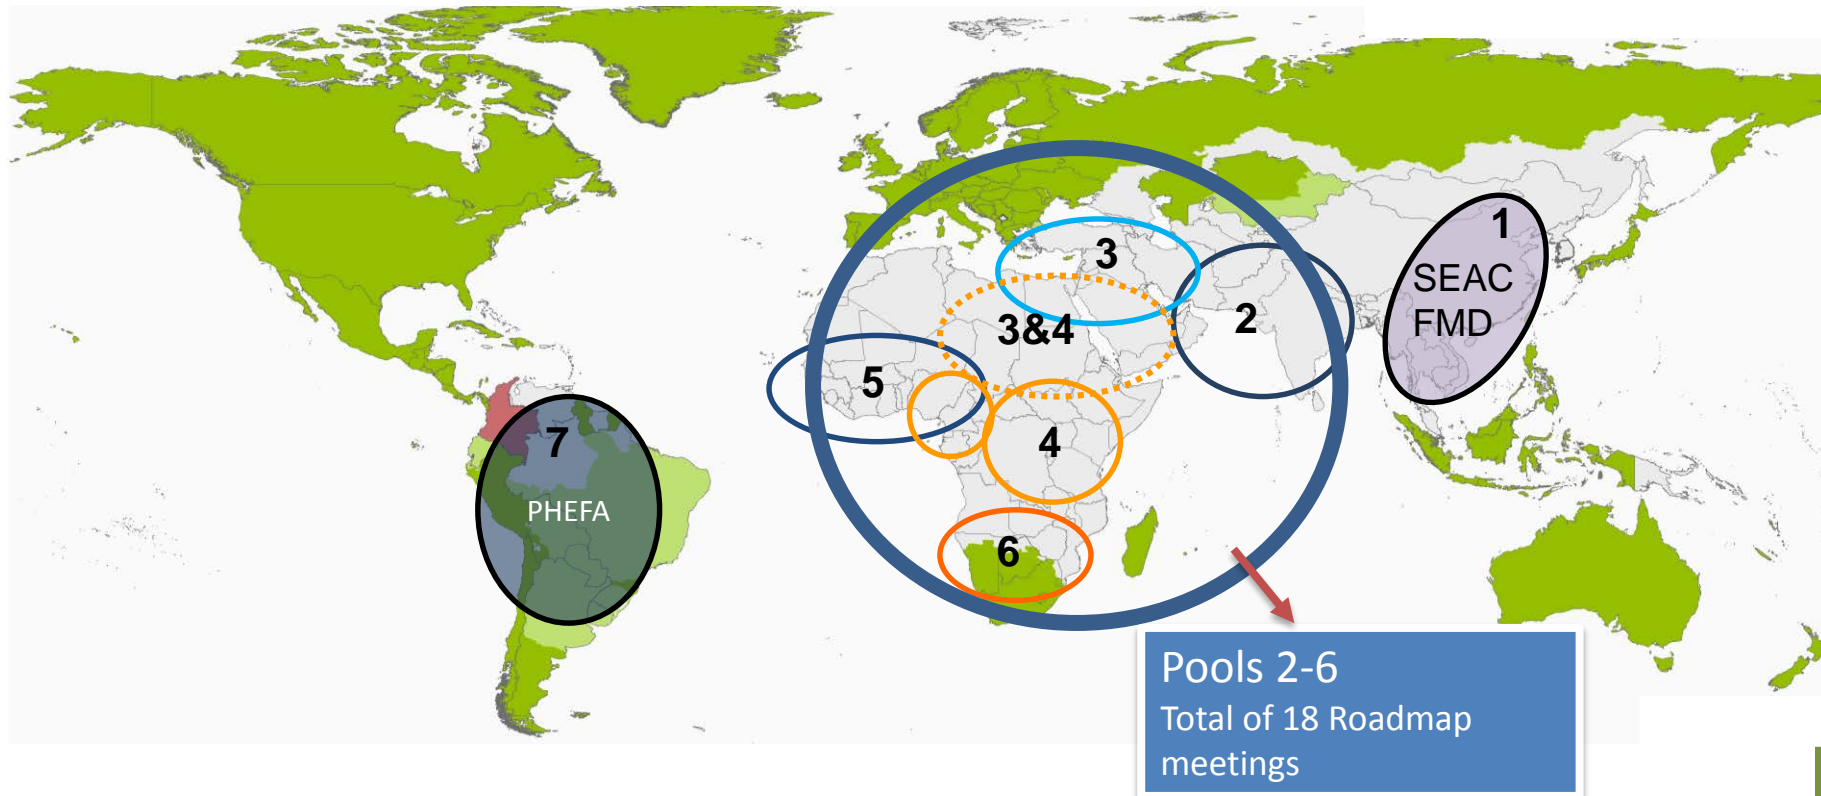 1
SEAC
FMD
3
2
3&4
5
4
7
PHEFA
6
Pools 2-6
Total of 18 Roadmap
meetings